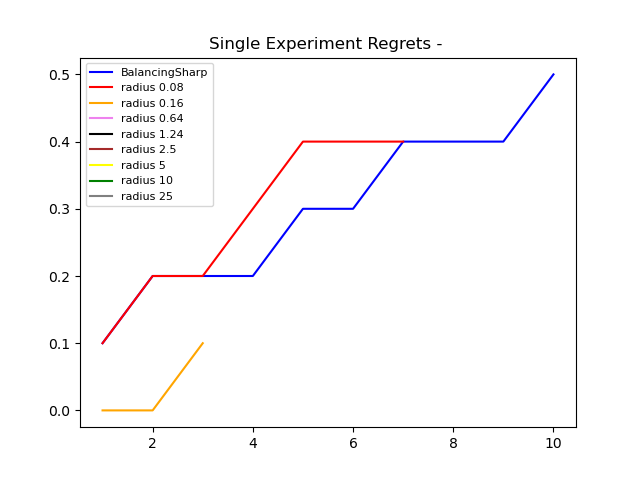 Single Experiment Regrets -
BalancingSharp
radius 0.08
radius 0.16
radius 0.64
radius 1.24
radius 2.5
radius 5
radius 10
radius 25
0.5
0.4
0.3
0.2
0.1
0.0
2 4 6 8 10